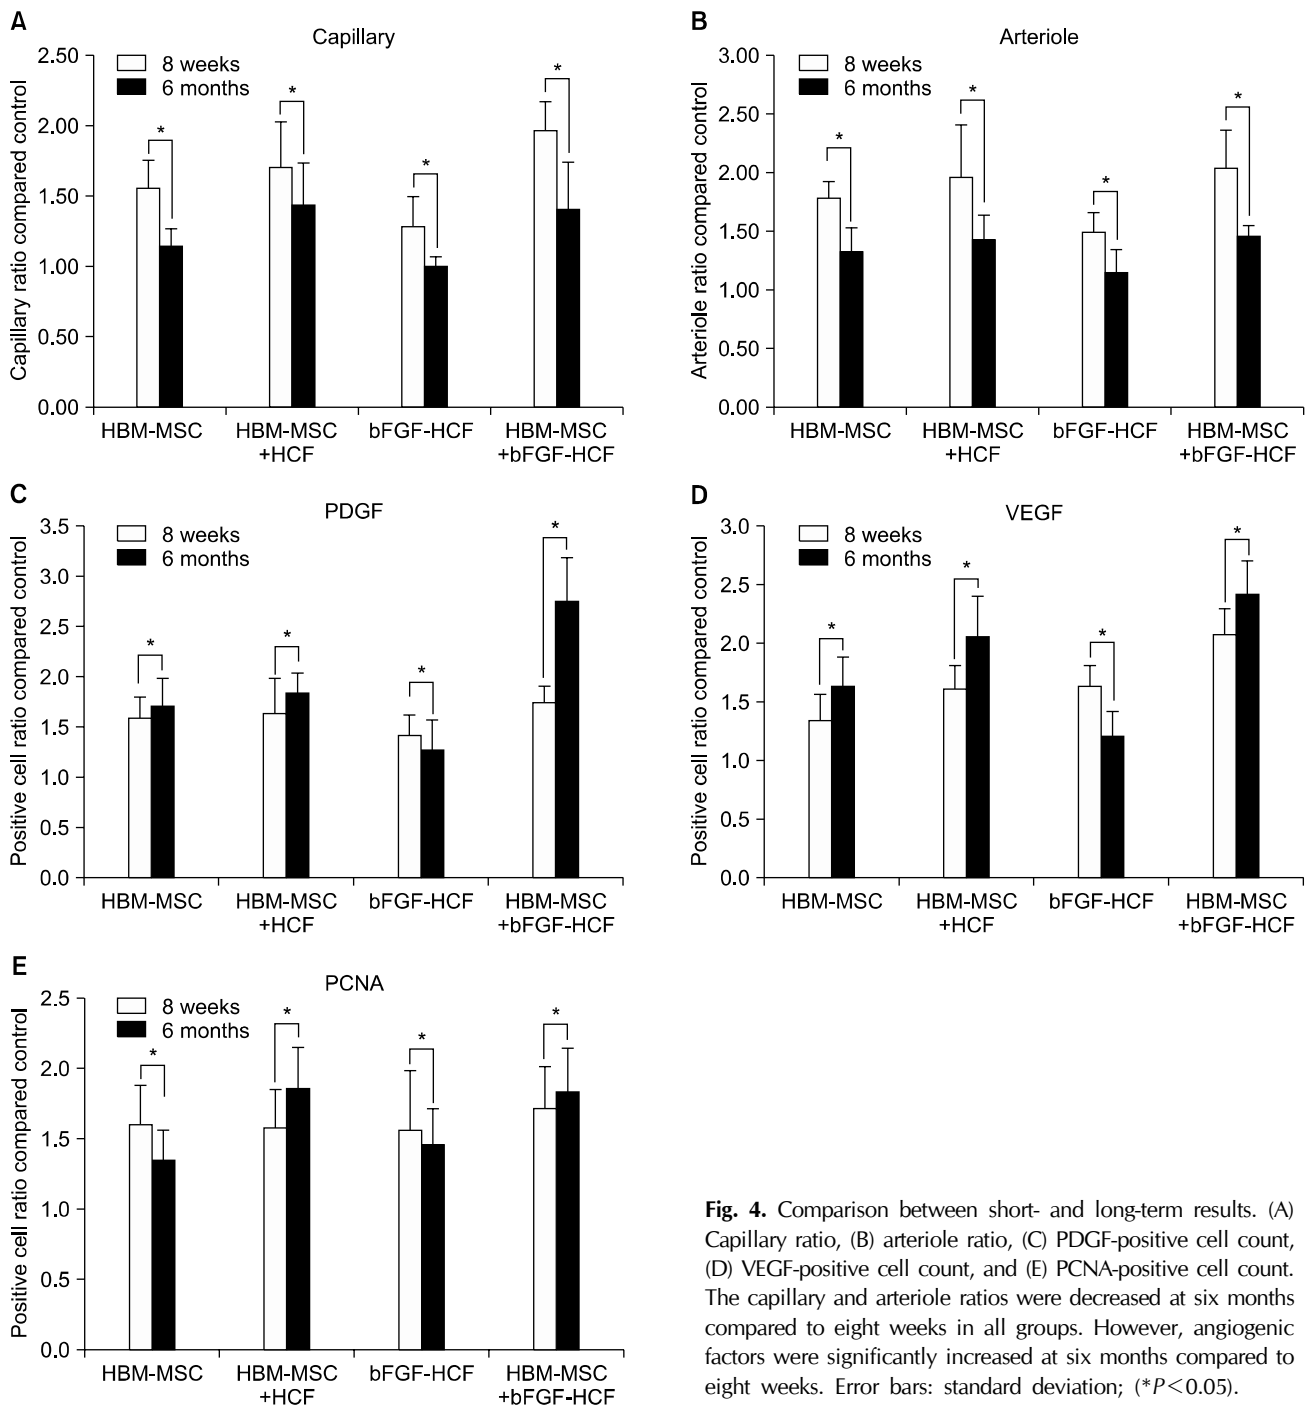 A
Capillary
Capillary ratio compared control
2.50
2.00
1.50
1.00
0.50
0.00
8 weeks
6 months
*
*
*
*
HBM-MSC
HBM-MSC
+HCF
bFGF-HCF
HBM-MSC
+bFGF-HCF
B
Arteriole
Arteriole ratio compared control
3.00
2.50
2.00
1.50
1.00
0.50
0.00
8 weeks
6 months
*
*
*
*
HBM-MSC
HBM-MSC
+HCF
bFGF-HCF
HBM-MSC
+bFGF-HCF
C
PDGF
Positive cell ratio compared control
3.5
3.0
2.5
2.0
1.5
1.0
0.5
0.0
8 weeks
6 months
*
*
*
*
HBM-MSC
HBM-MSC
+HCF
bFGF-HCF
HBM-MSC
+bFGF-HCF
D
VEGF
Positive cell ratio compared control
3.0
2.5
2.0
1.5
1.0
0.5
0.0
8 weeks
6 months
*
*
*
*
HBM-MSC
HBM-MSC
+HCF
bFGF-HCF
HBM-MSC
+bFGF-HCF
E
PCNA
Positive cell ratio compared control
2.5
2.0
1.5
1.0
0.5
0.0
8 weeks
6 months
*
*
*
*
HBM-MSC
HBM-MSC
+HCF
bFGF-HCF
HBM-MSC
+bFGF-HCF
Fig. 4. Comparison between short- and long-term results. (A)
Capillary ratio, (B) arteriole ratio, (C) PDGF-positive cell count,
(D) VEGF-positive cell count, and (E) PCNA-positive cell count.
The capillary and arteriole ratios were decreased at six months
compared to eight weeks in all groups. However, angiogenic
factors were significantly increased at six months compared to
eight weeks. Error bars: standard deviation; (*P<0.05).